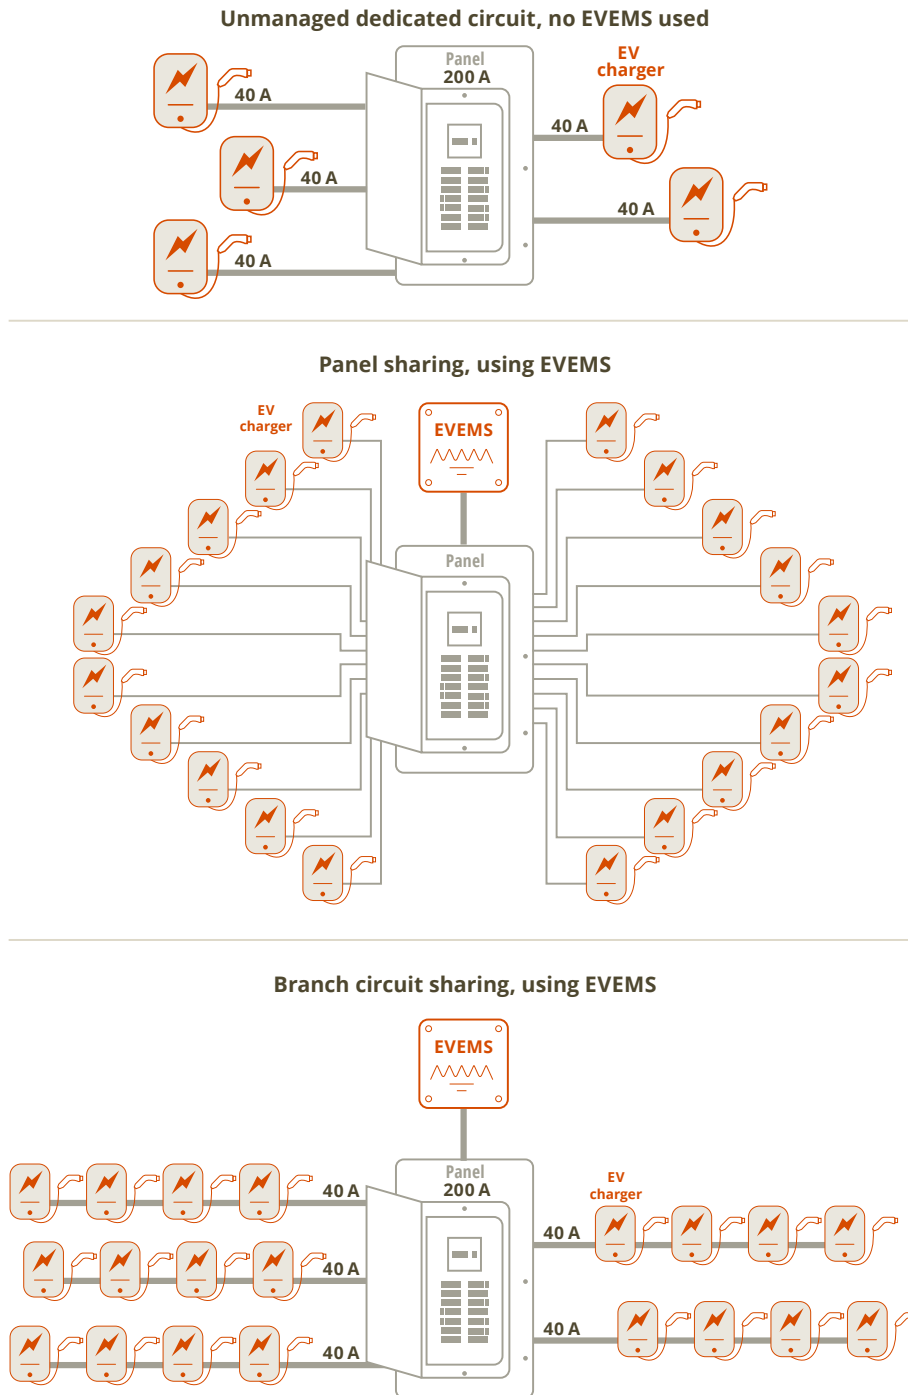 Unmanaged dedicated circuit, no EVEMS used
Panel
200 A
EV
charger
40 A
40 A
40 A
40 A
40 A
Panel sharing, using EVEMS
EV
charger
EVEMS
Panel
Branch circuit sharing, using EVEMS
EVEMS
Panel
200 A
EV
charger
40 A
40 A
40 A
40 A
40 A